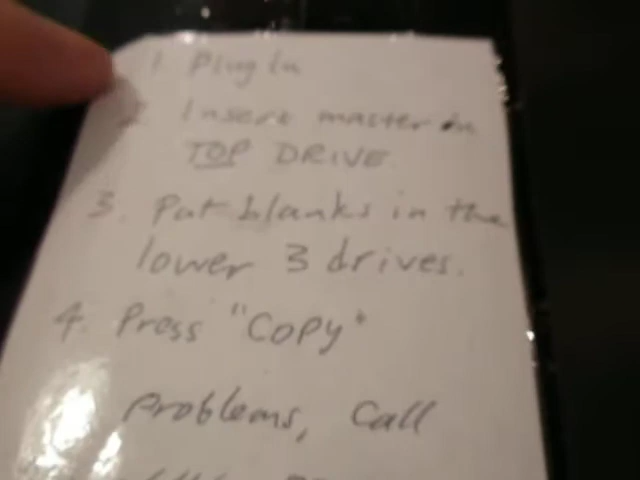 1 Plug in
2 Insert master in
TOP DRIVE.
3. Put blanks in the
lower 3 drives.
4. Press "COPY"
Problems, Call